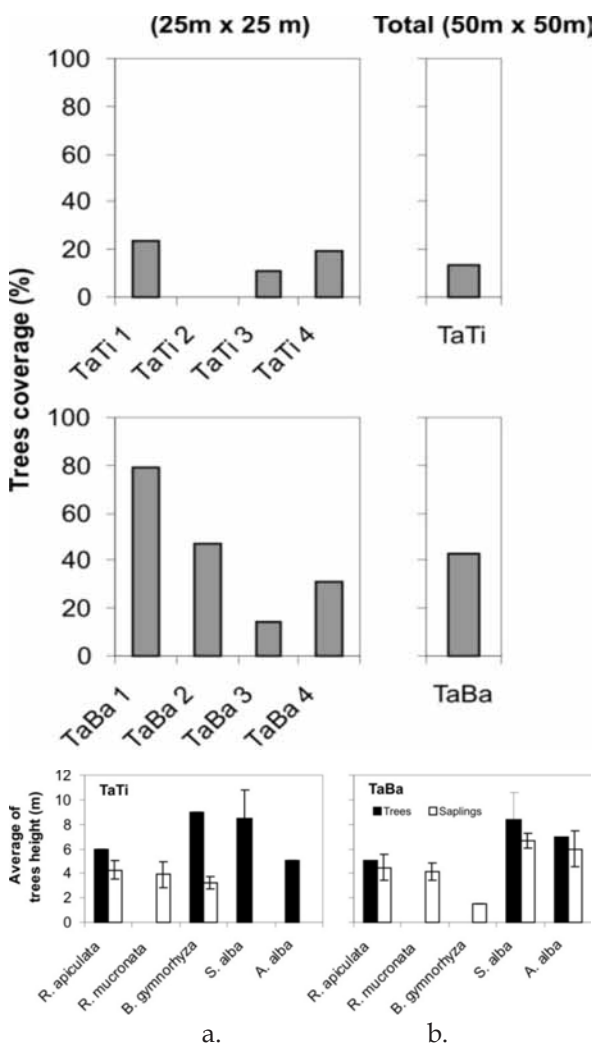 (25m x 25 m)
Total (50m x 50m)
Trees coverage (%)
100
80
60
40
20
0
TaTi 1
TaTi 2
TaTi 3
TaTi 4
TaTi
100
80
60
40
20
0
TaBa 1
TaBa 2
TaBa 3
TaBa 4
TaBa
Average of
trees height (m)
12
10
8
6
4
2
0
TaTi
R. apiculata
R. mucronata
B. gymnorhyza
S. alba
A. alba
TaBa
Trees
Saplings
R. apiculata
R. mucronata
B. gymnorhyza
S. alba
A. alba
a.
b.